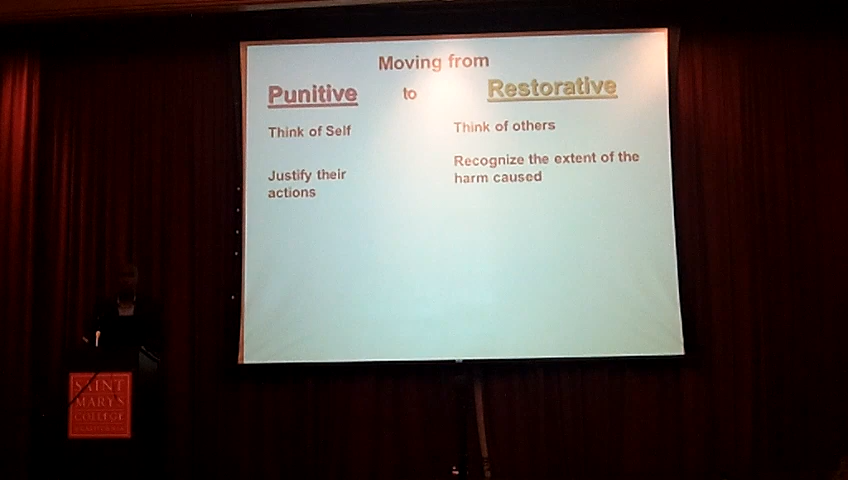 Moving from
Punitive to Restorative
Think of Self
Think of others
Justify their
actions
Recognize the extent of the
harm caused
SAINT
MARY'S
COLLEGE